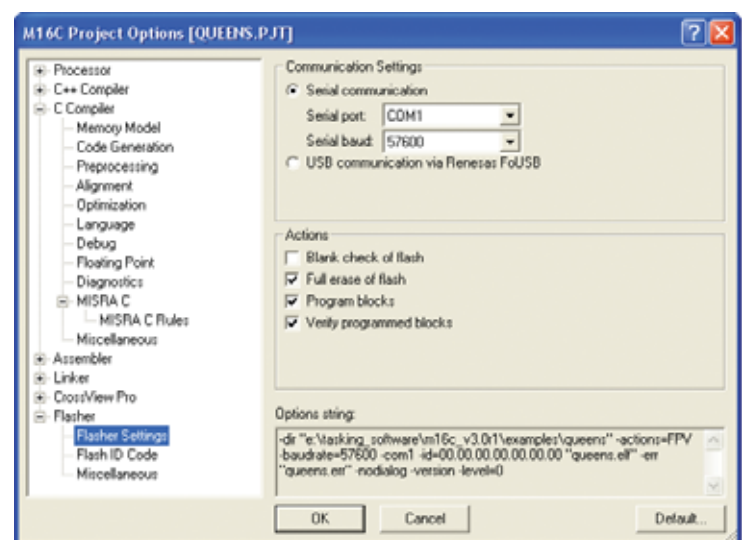 M16C Project Options [QUEENS.PJT]
Processor
C++ Compiler
C Compiler
Memory Model
Code Generation
Preprocessing
Alignment
Optimization
Language
Debug
Floating Point
Diagnostics
MISRA C
MISRA C Rules
Miscellaneous
Assembler
Linker
CrossView Pro
Flasher
Flasher Settings
Flash ID Code
Miscellaneous
Communication Settings
Serial communication
Serial port: COM1
Serial baud: 57600
USB communication via Renesas FoUSB
Actions
Blank check of flash
Full erase of flash
Program blocks
Verify programmed blocks
Options string:
-dir "e:\tasking_software\m16c_v3.0r1\examples\queens" -actions=FPV
-baudrate=57600 -com1 -id=00.00.00.00.00.00.00 "queens.elf" -err
"queens.err" -nodialog -version -level=0
OK
Cancel
Default...